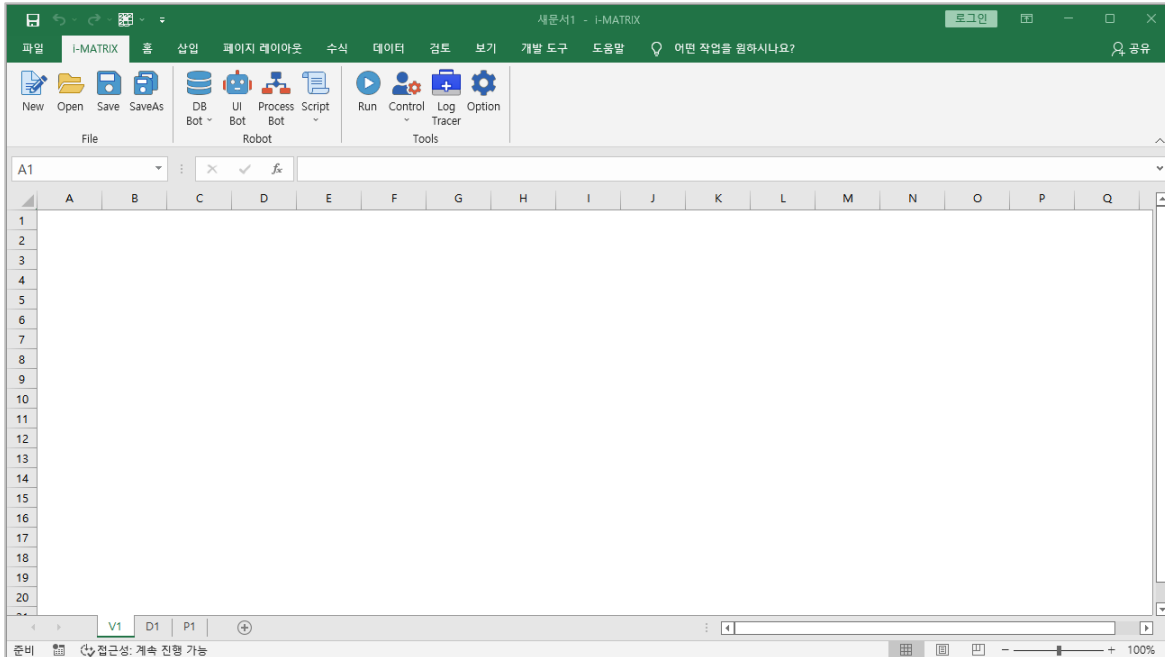 새문서1 - i-MATRIX 로그인
파일 i-MATRIX 홈 삽입 페이지 레이아웃 수식 데이터 검토 보기 개발 도구 도움말 어떤 작업을 원하시나요? 공유
New Open Save SaveAs DB Bot UI Bot Process Bot Script Run Control Log Tracer Option
File Robot Tools
A1 fx
A B C D E F G H I J K L M N O P Q
1
2
3
4
5
6
7
8
9
10
11
12
13
14
15
16
17
18
19
20
V1 D1 P1
준비 접근성: 계속 진행 가능 100%